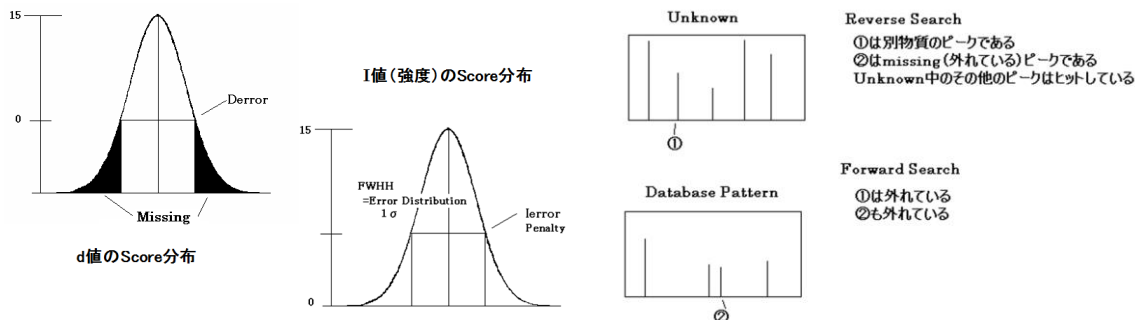 15
0
Derror
Missing
d値のScore分布
I値(強度)のScore分布
15
FWHH
=Error Distribution
1σ
Ierror
Penalty
0
Unknown
①
Database Pattern
②
Reverse Search
①は別物質のピークである
②はmissing(外れている)ピークである
Unknown中のその他のピークはヒットしている
Forward Search
①は外れている
②も外れている